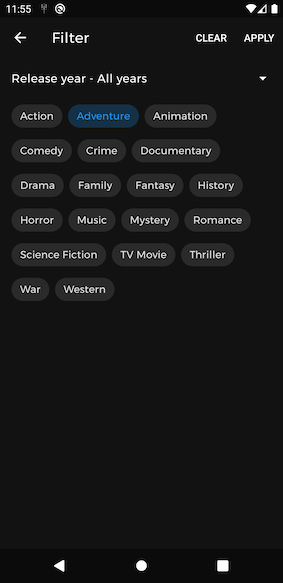 11:55
Filter CLEAR APPLY
Release year - All years
Action Adventure Animation
Comedy Crime Documentary
Drama Family Fantasy History
Horror Music Mystery Romance
Science Fiction TV Movie Thriller
War Western